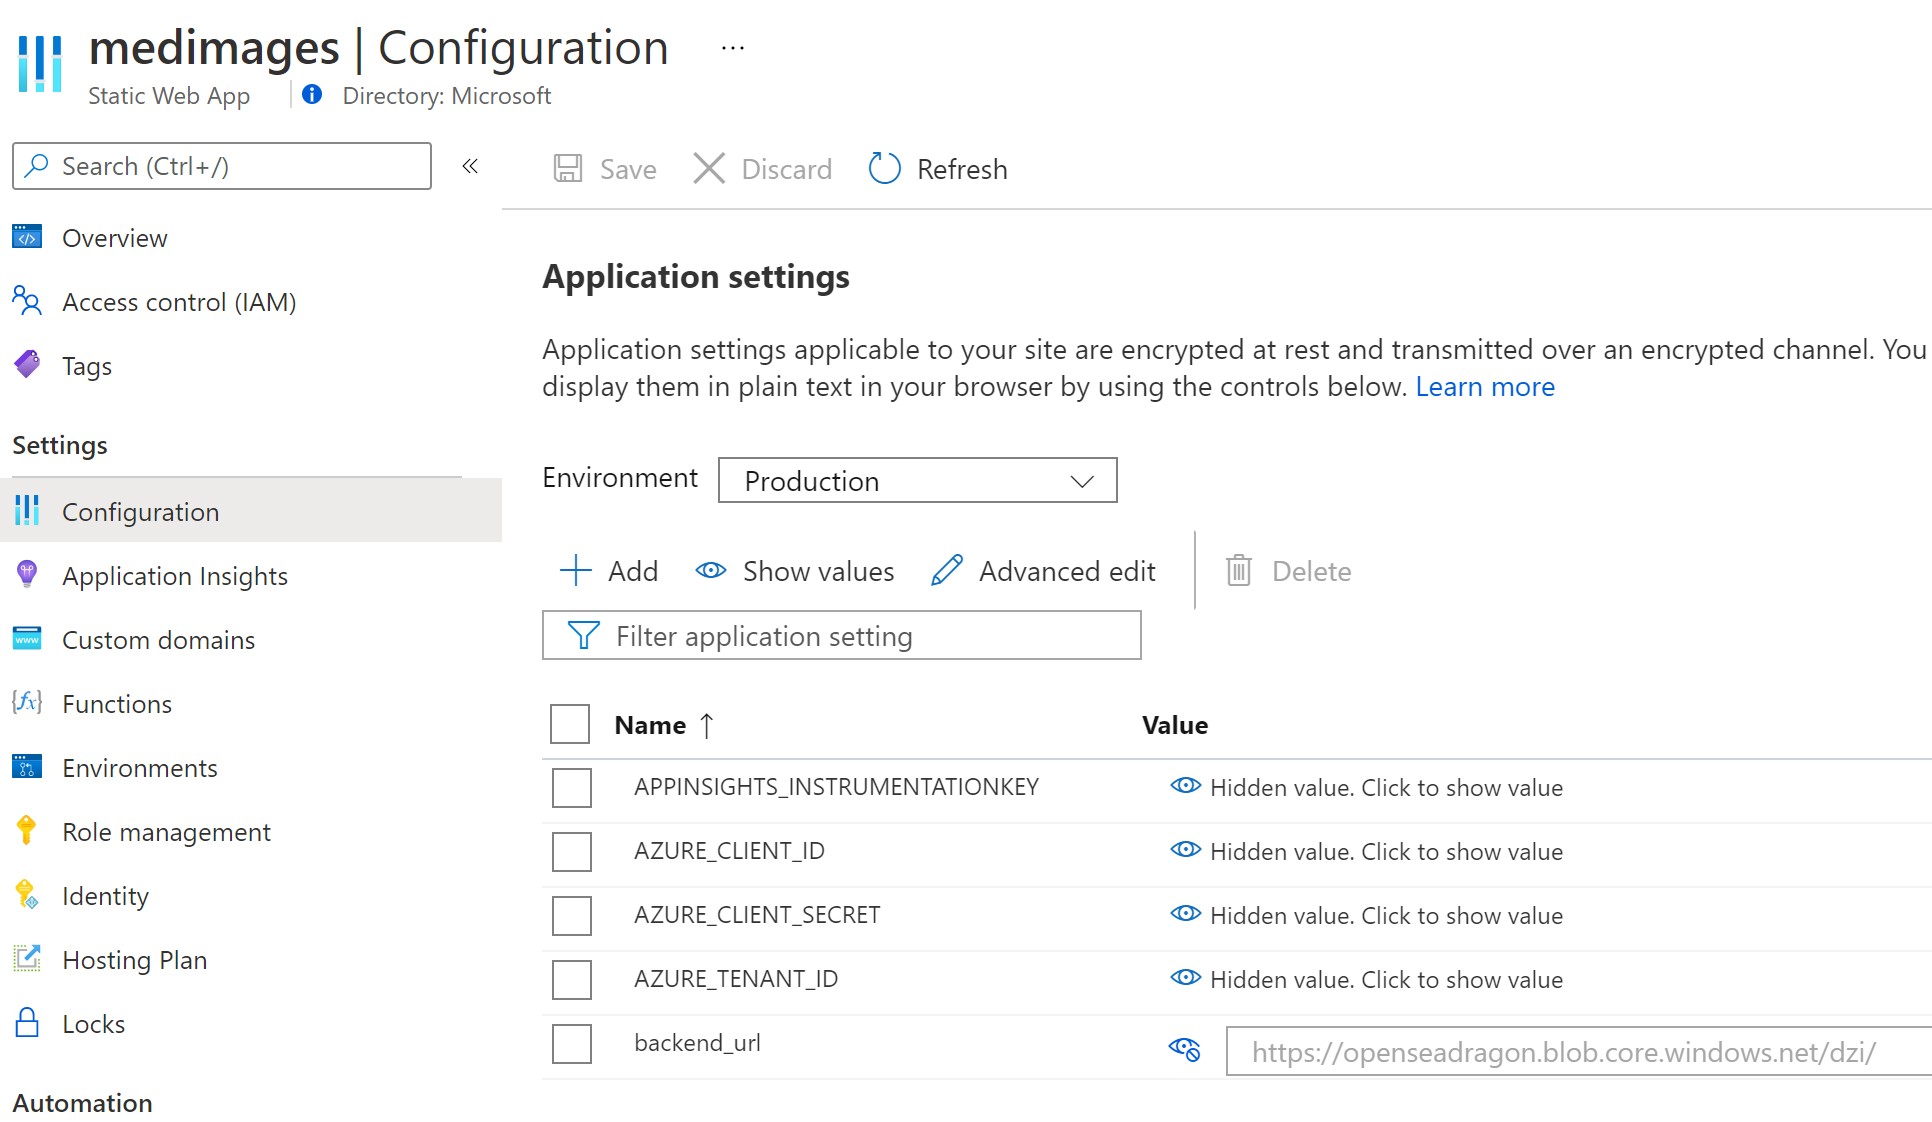 medimages | Configuration ...
Static Web App
Directory: Microsoft
Search (Ctrl+/)
«
Save
Discard
Refresh
Overview
Access control (IAM)
Tags
Settings
Configuration
Application Insights
Custom domains
Functions
Environments
Role management
Identity
Hosting Plan
Locks
Automation
Application settings
Application settings applicable to your site are encrypted at rest and transmitted over an encrypted channel. You
display them in plain text in your browser by using the controls below. Learn more
Environment Production
Add
Show values
Advanced edit
Delete
Filter application setting
Name ↑ Value
APPINSIGHTS_INSTRUMENTATIONKEY Hidden value. Click to show value
AZURE_CLIENT_ID Hidden value. Click to show value
AZURE_CLIENT_SECRET Hidden value. Click to show value
AZURE_TENANT_ID Hidden value. Click to show value
backend_url https://openseadragon.blob.core.windows.net/dzi/